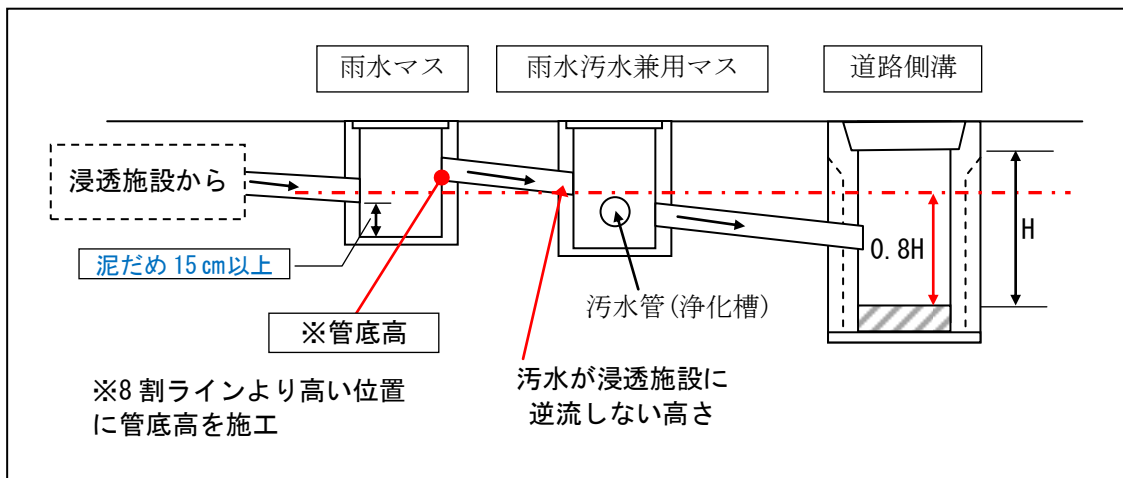 雨水マス
雨水汚水兼用マス
道路側溝
浸透施設から
泥だめ15cm以上
※管底高
汚水管(浄化槽)
0.8H
H
※8割ラインより高い位置
に管底高を施工
汚水が浸透施設に
逆流しない高さ